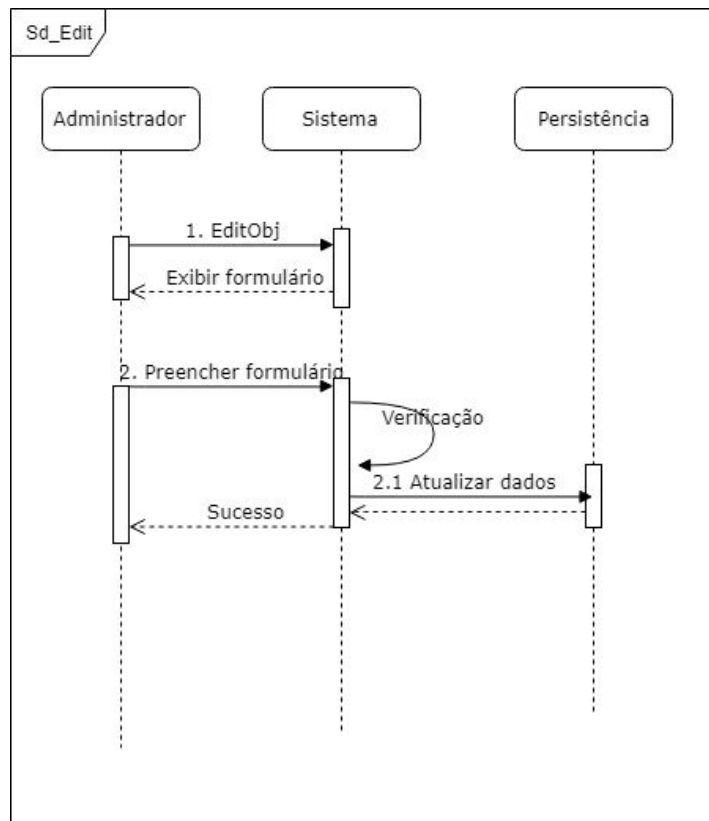 Sd_Edit
Administrador
Sistema
Persistência
1. EditObj
Exibir formulário
2. Preencher formulário
Verificação
2.1 Atualizar dados
Sucesso